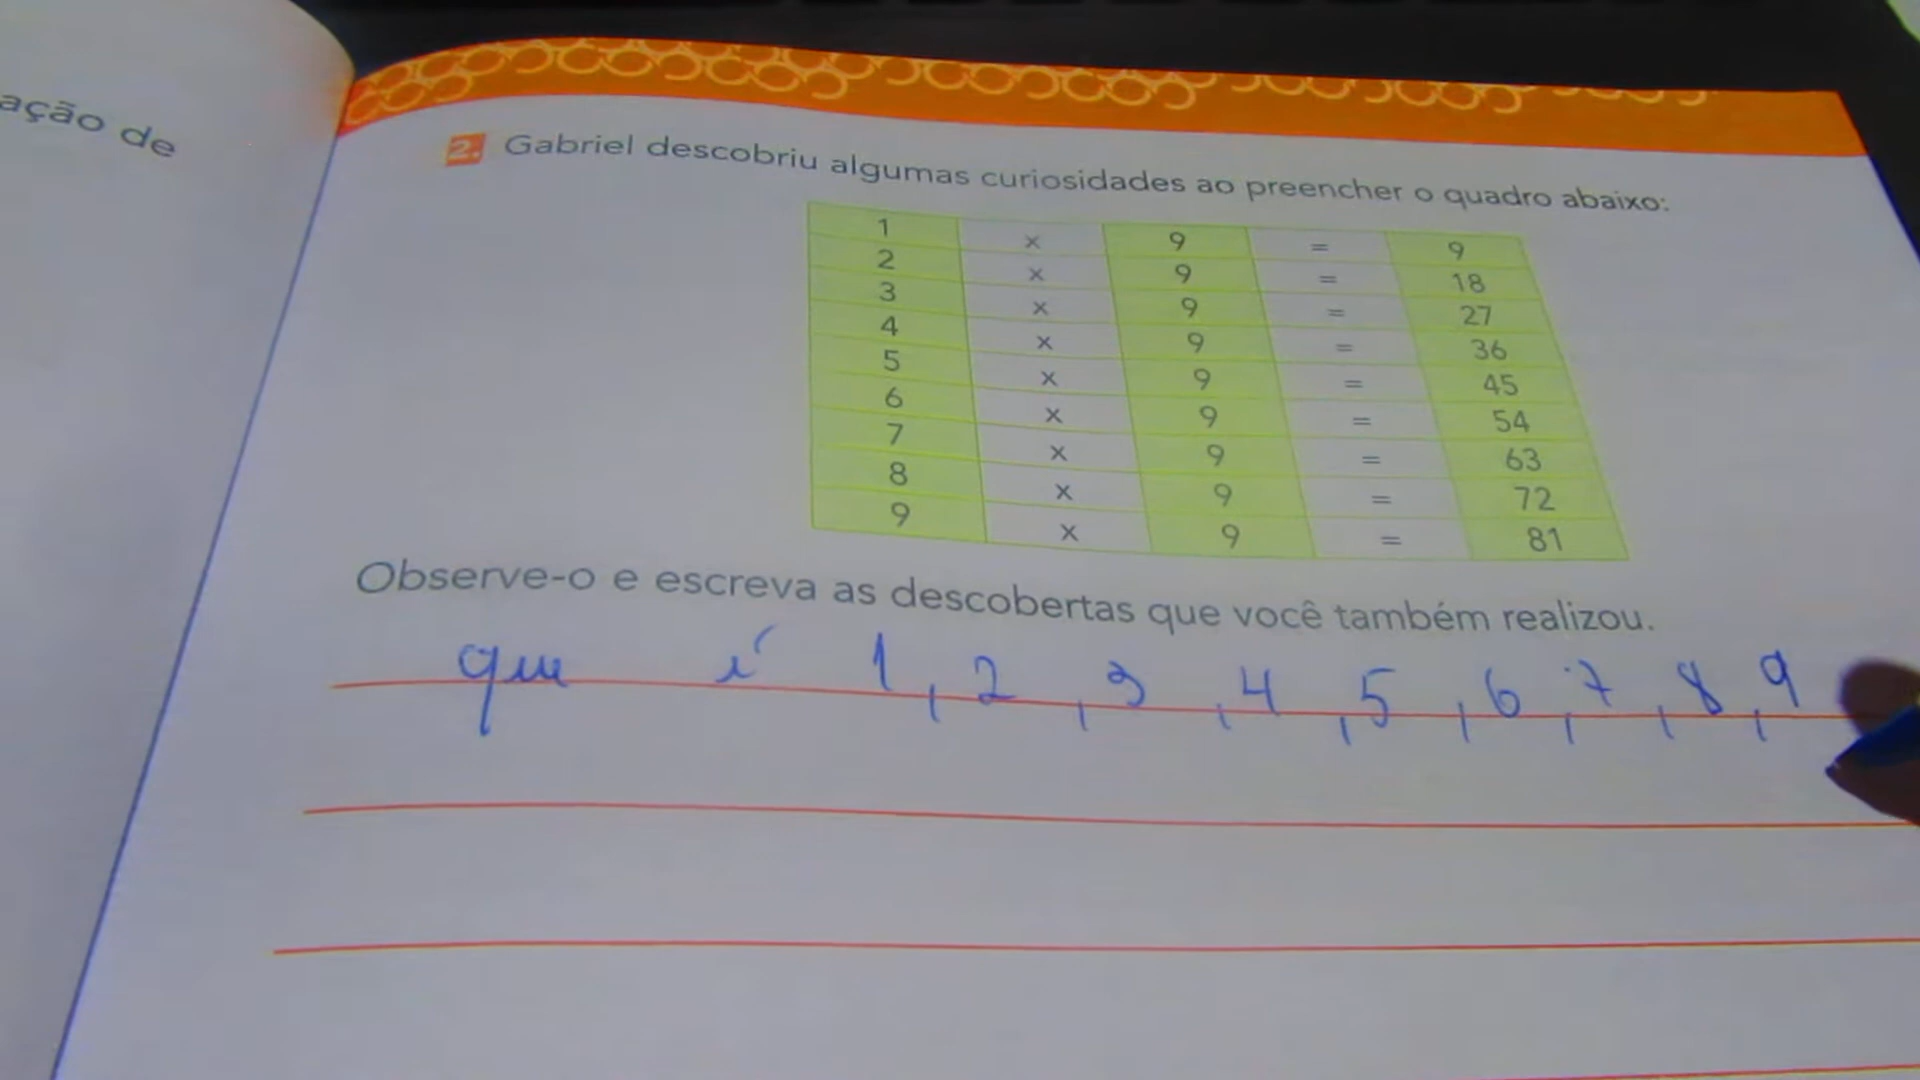 ação de
2. Gabriel descobriu algumas curiosidades ao preencher o quadro abaixo:
1 x 9 = 9
2 x 9 = 18
3 x 9 = 27
4 x 9 = 36
5 x 9 = 45
6 x 9 = 54
7 x 9 = 63
8 x 9 = 72
9 x 9 = 81
Observe-o e escreva as descobertas que você também realizou.
que é 1, 2, 3, 4, 5, 6, 7, 8, 9